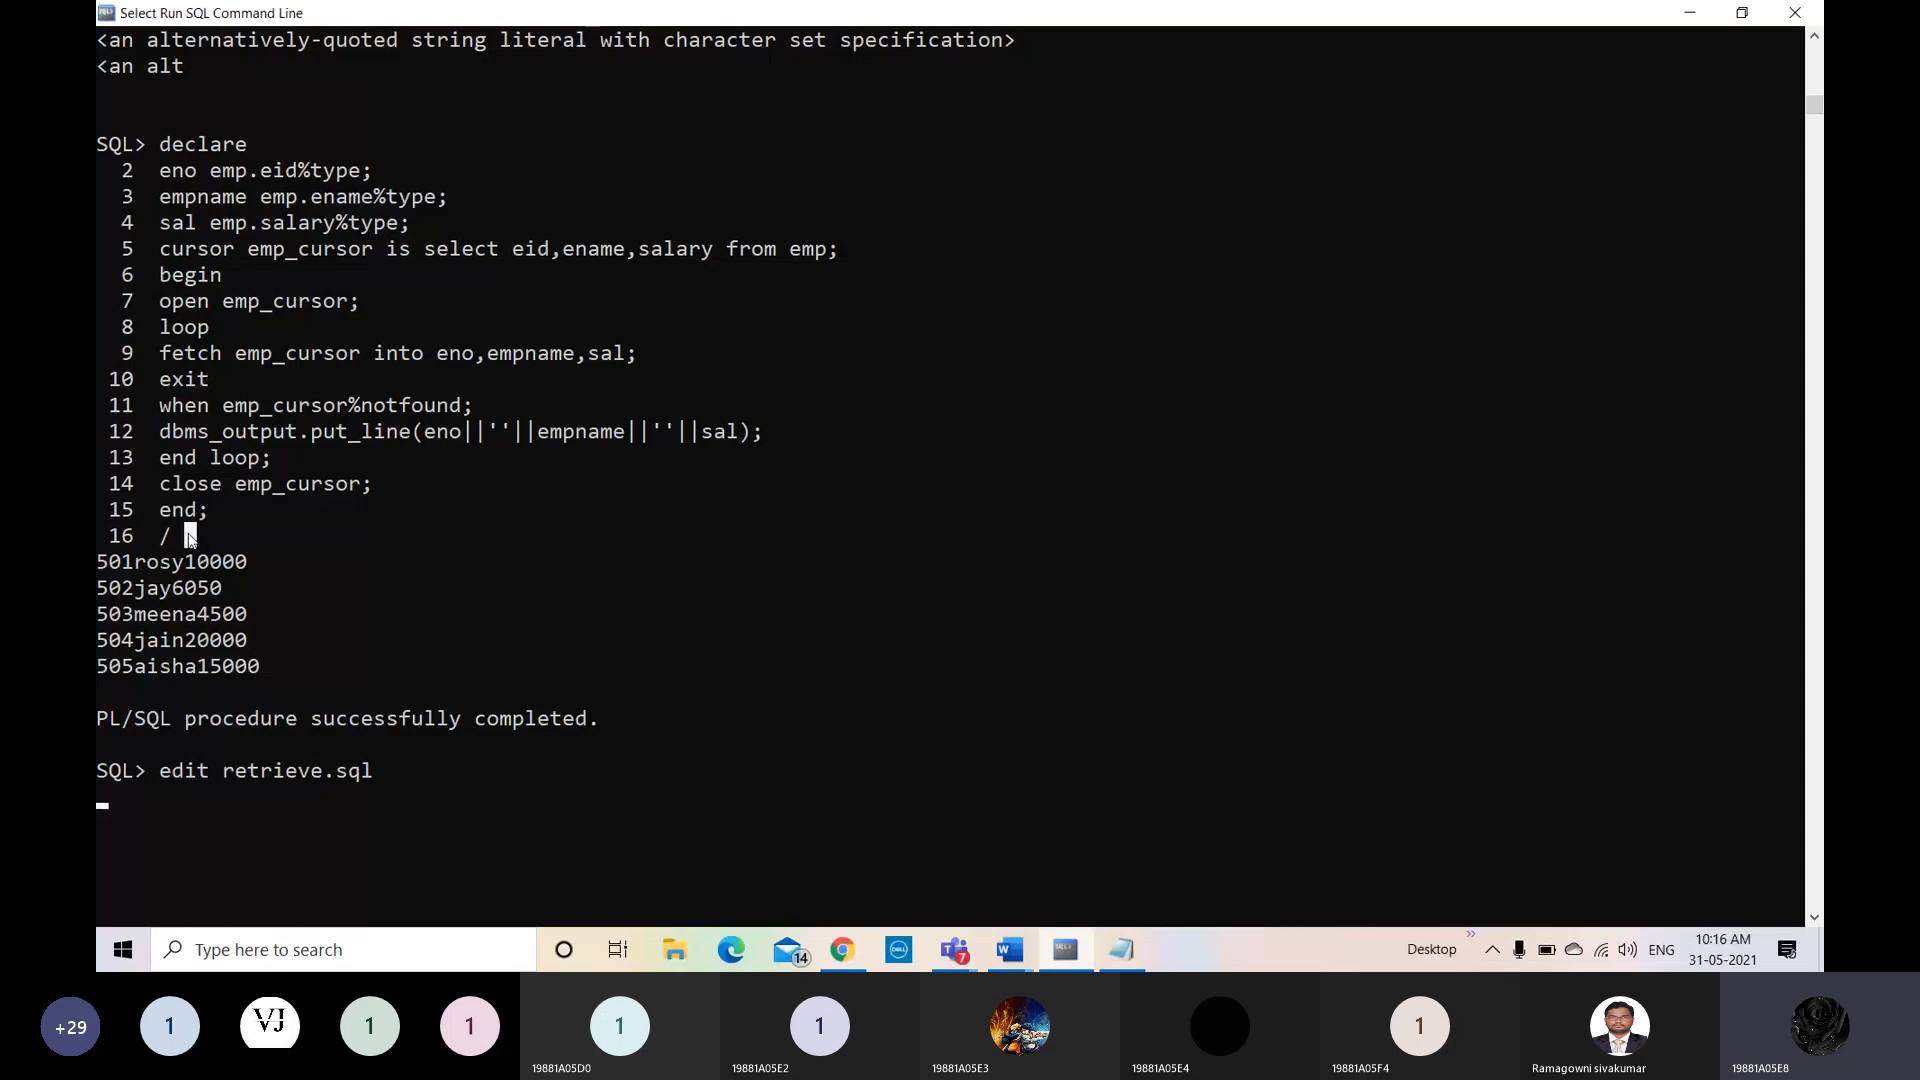 Select Run SQL Command Line
<an alternatively-quoted string literal with character set specification>
<an alt
SQL> declare
2 eno emp.eid%type;
3 empname emp.ename%type;
4 sal emp.salary%type;
5 cursor emp_cursor is select eid,ename,salary from emp;
6 begin
7 open emp_cursor;
8 loop
9 fetch emp_cursor into eno,empname,sal;
10 exit
11 when emp_cursor%notfound;
12 dbms_output.put_line(eno||''||empname||''||sal);
13 end loop;
14 close emp_cursor;
15 end;
16 /
501rosy10000
502jay6050
503meena4500
504jain20000
505aisha15000
PL/SQL procedure successfully completed.
SQL> edit retrieve.sql
Type here to search
14
7
Desktop
ENG
10:16 AM
31-05-2021
+29
1
VJ
1
1
1
1
1
19881A05D0
19881A05E2
19881A05E3
19881A05E4
19881A05F4
Ramagowni sivakumar
19881A05E8